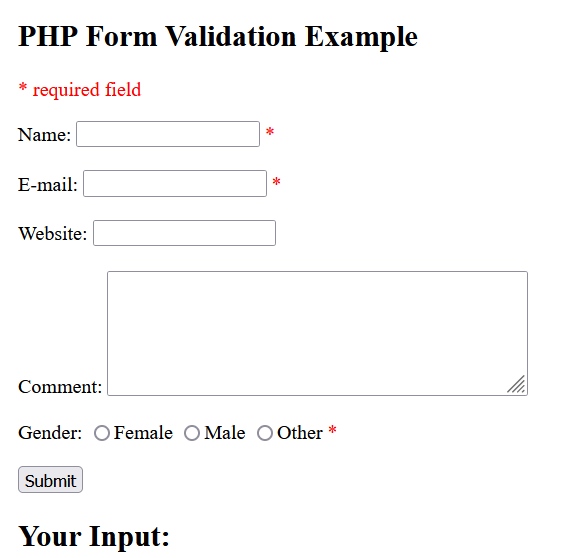 PHP Form Validation Example
* required field
Name: *
E-mail: *
Website:
Comment:
Gender: Female Male Other *
Submit
Your Input: